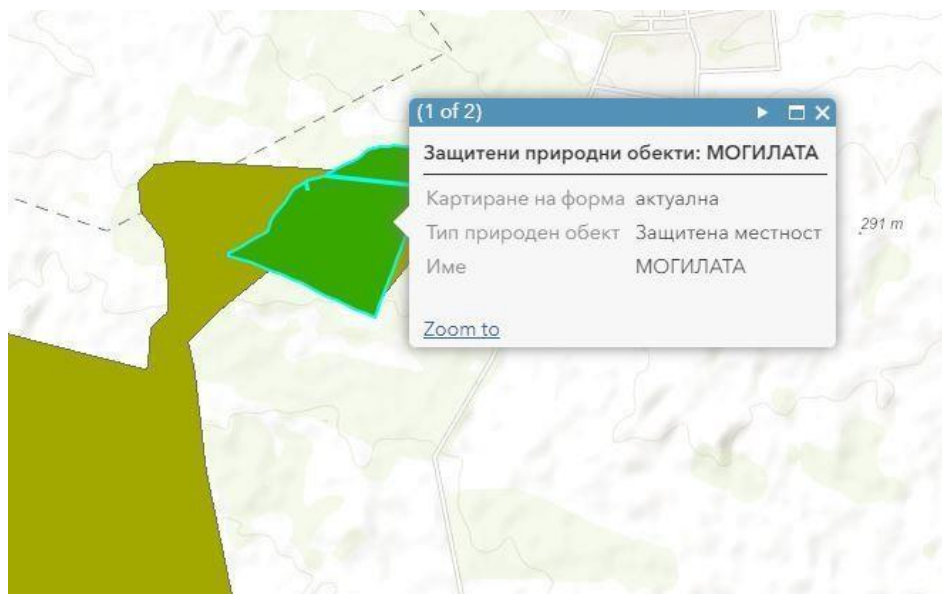 (1 of 2)
Защитени природни обекти: МОГИЛАТА
Картиране на форма актуална
Тип природен обект Защитена местност
Име МОГИЛАТА
Zoom to
291 m